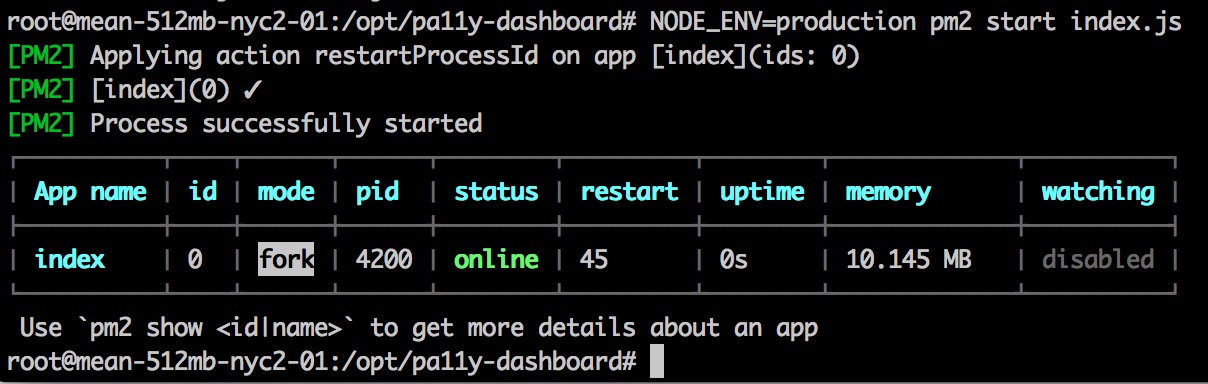 root@mean-512mb-nyc2-01:/opt/pa11y-dashboard# NODE_ENV=production pm2 start index.js
[PM2] Applying action restartProcessId on app [index](ids: 0)
[PM2] [index](0) ✓
[PM2] Process successfully started
App name | id | mode | pid | status | restart | uptime | memory | watching
index | 0 | fork | 4200 | online | 45 | 0s | 10.145 MB | disabled
Use `pm2 show <id|name>` to get more details about an app
root@mean-512mb-nyc2-01:/opt/pa11y-dashboard#